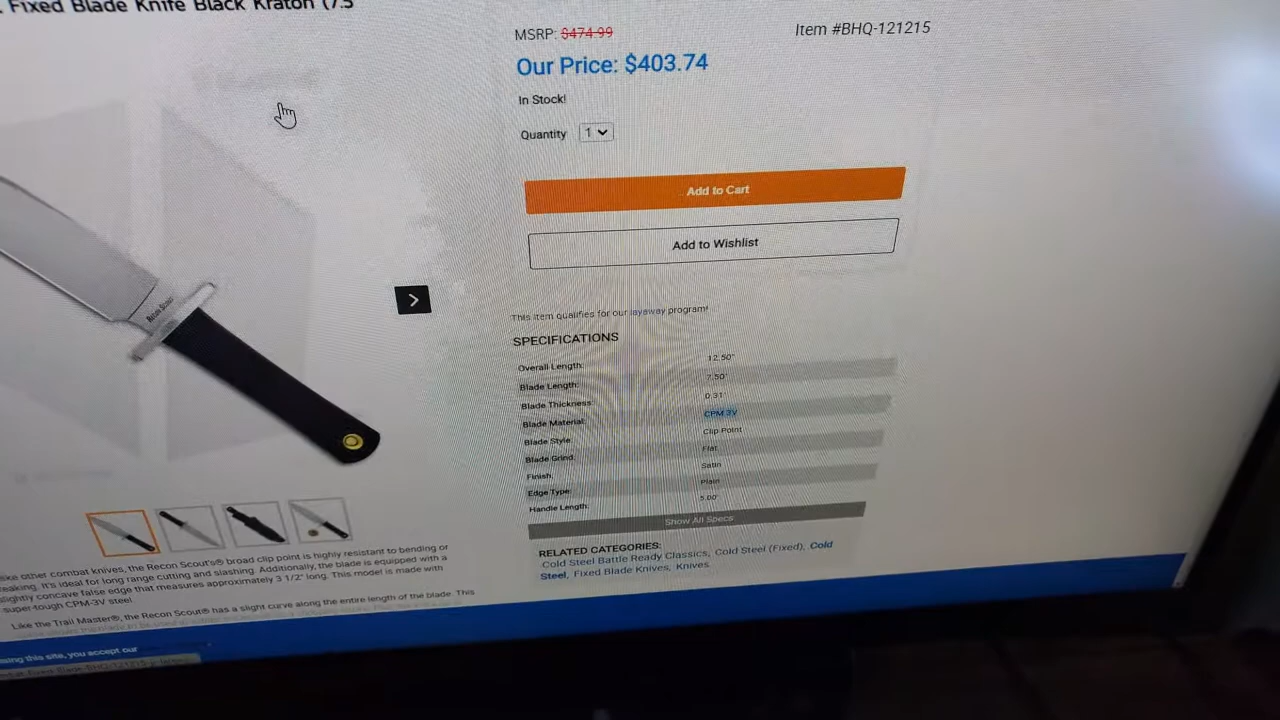 Fixed Blade Knife Black Kraton (7.5
MSRP: $474.99
Item #BHQ-121215
Our Price: $403.74
In Stock!
Quantity 1
Add to Cart
Add to Wishlist
This item qualifies for our layaway program!
SPECIFICATIONS
Overall Length: 12.50"
Blade Length: 7.50"
Blade Thickness: 0.31"
Blade Material: CPM-3V
Blade Style: Clip Point
Blade Grind: Flat
Finish: Satin
Edge Type: Plain
Handle Length: 5.00"
Show All Specs
RELATED CATEGORIES:
Cold Steel Battle Ready Classics, Cold Steel (Fixed), Cold
Steel, Fixed Blade Knives, Knives
Recon Scout
like other combat knives, the Recon Scout's® broad clip point is highly resistant to bending or
breaking. It's ideal for long range cutting and slashing. Additionally, the blade is equipped with a
slightly concave false edge that measures approximately 3 1/2" long. This model is made with
super tough CPM-3V steel.
Like the Trail Master®, the Recon Scout® has a slight curve along the entire length of the blade. This
using this site, you accept our